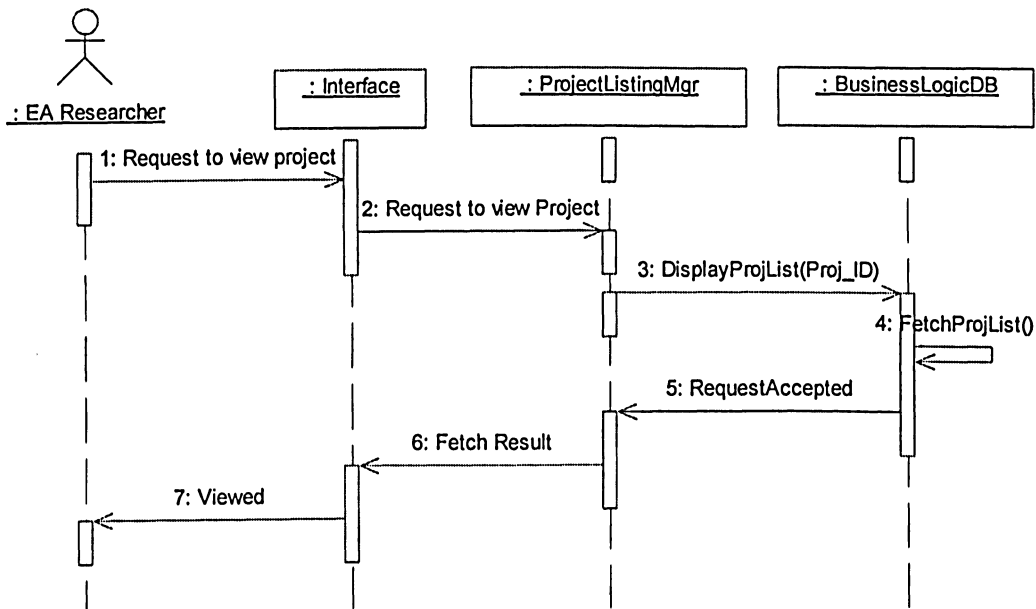 : EA Researcher
: Interface
: ProjectListingMgr
: BusinessLogicDB
1: Request to view project
2: Request to view Project
3: DisplayProjList(Proj_ID)
4: FetchProjList()
5: RequestAccepted
6: Fetch Result
7: Viewed